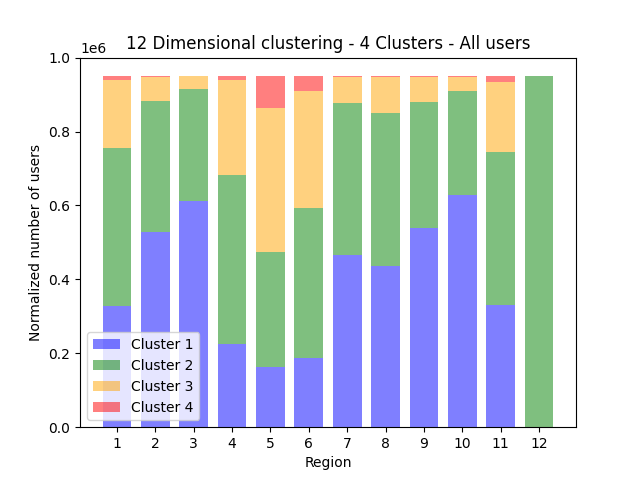 12 Dimensional clustering - 4 Clusters - All users
1e6
1.0
0.8
0.6
0.4
0.2
0.0
Normalized number of users
Cluster 1
Cluster 2
Cluster 3
Cluster 4
1 2 3 4 5 6 7 8 9 10 11 12
Region